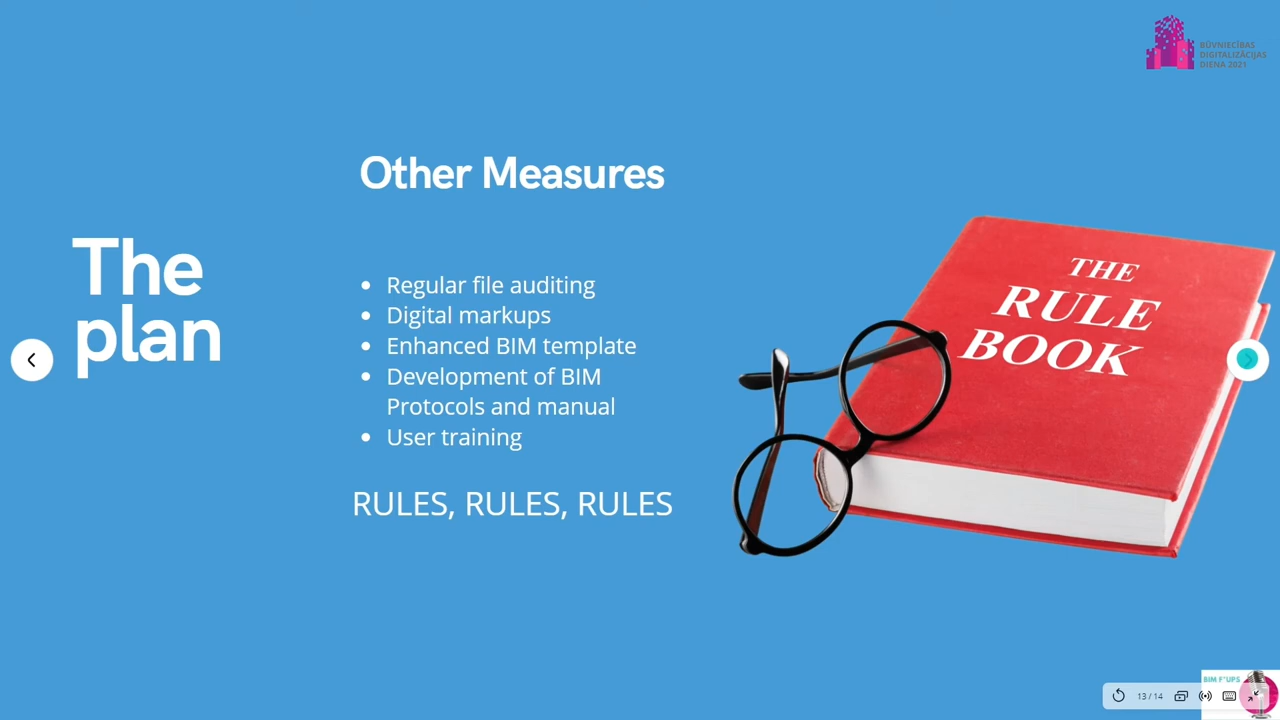 BŪVNIECĪBAS
DIGITALIZĀCIJAS
DIENA 2021
Other Measures
The
plan
Regular file auditing
Digital markups
Enhanced BIM template
Development of BIM
Protocols and manual
User training
RULES, RULES, RULES
THE
RULE
BOOK
BIM F*UPS
13 / 14